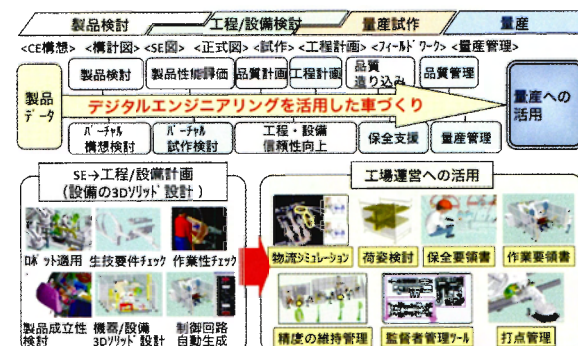 製品検討
工程/設備検討
量産試作
量産
<CE構想> <構計図> <SE図> <正式図> <試作> <工程計画> <フィールドワーク> <量産管理>
製品検討
製品性能評価
品質計画
工程計画
品質
造り込み
品質管理
製品
データ
デジタルエンジニアリングを活用した車づくり
量産への
活用
バーチャル
構想検討
バーチャル
試作検討
工程・設備
信頼性向上
保全支援
量産管理
SE→工程/設備計画
(設備の3Dソリッド設計)
ロボット適用
生技要件チェック
作業性チェック
製品成立性
検討
機器/設備
3Dソリッド設計
制御回路
自動生成
工場運営への活用
物流シミュレーション
荷姿検討
保全要領書
作業要領書
精度の維持管理
監督者管理ツール
打点管理